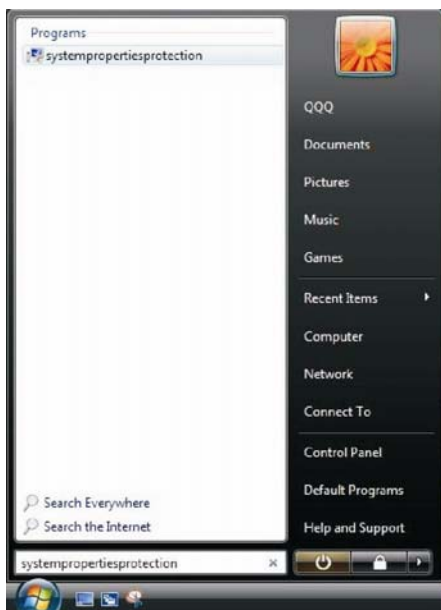 Programs
systempropertiesprotection
Search Everywhere
Search the Internet
systempropertiesprotection
QQQ
Documents
Pictures
Music
Games
Recent Items
Computer
Network
Connect To
Control Panel
Default Programs
Help and Support